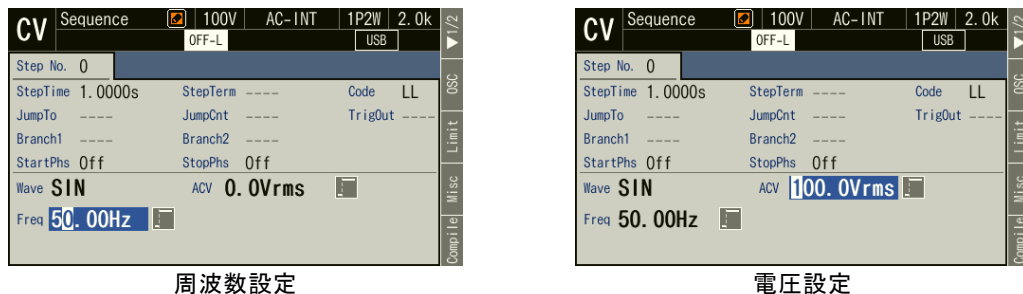 CV Sequence 100V AC-INT 1P2W 2.0k
OFF-L USB
▼1/2
Step No. 0
StepTime 1.0000s StepTerm ---- Code LL
OSC
JumpTo ---- JumpCnt ---- TrigOut ----
Branch1 ---- Branch2 ----
Limit
StartPhs Off StopPhs Off
Wave SIN ACV 0.0Vrms
Misc
Freq 50.00Hz
Compile
周波数設定
CV Sequence 100V AC-INT 1P2W 2.0k
OFF-L USB
▼1/2
Step No. 0
StepTime 1.0000s StepTerm ---- Code LL
OSC
JumpTo ---- JumpCnt ---- TrigOut ----
Branch1 ---- Branch2 ----
Limit
StartPhs Off StopPhs Off
Wave SIN ACV 100.0Vrms
Misc
Freq 50.00Hz
Compile
電圧設定